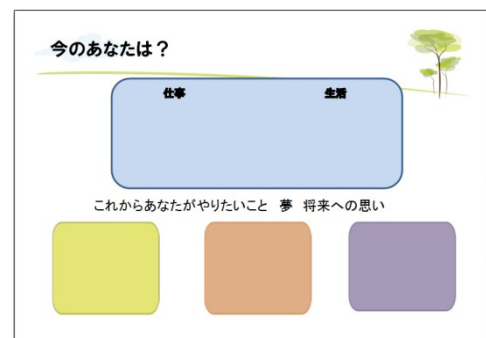 今のあなたは？
仕事 生活
これからあなたがやりたいこと 夢 将来への思い